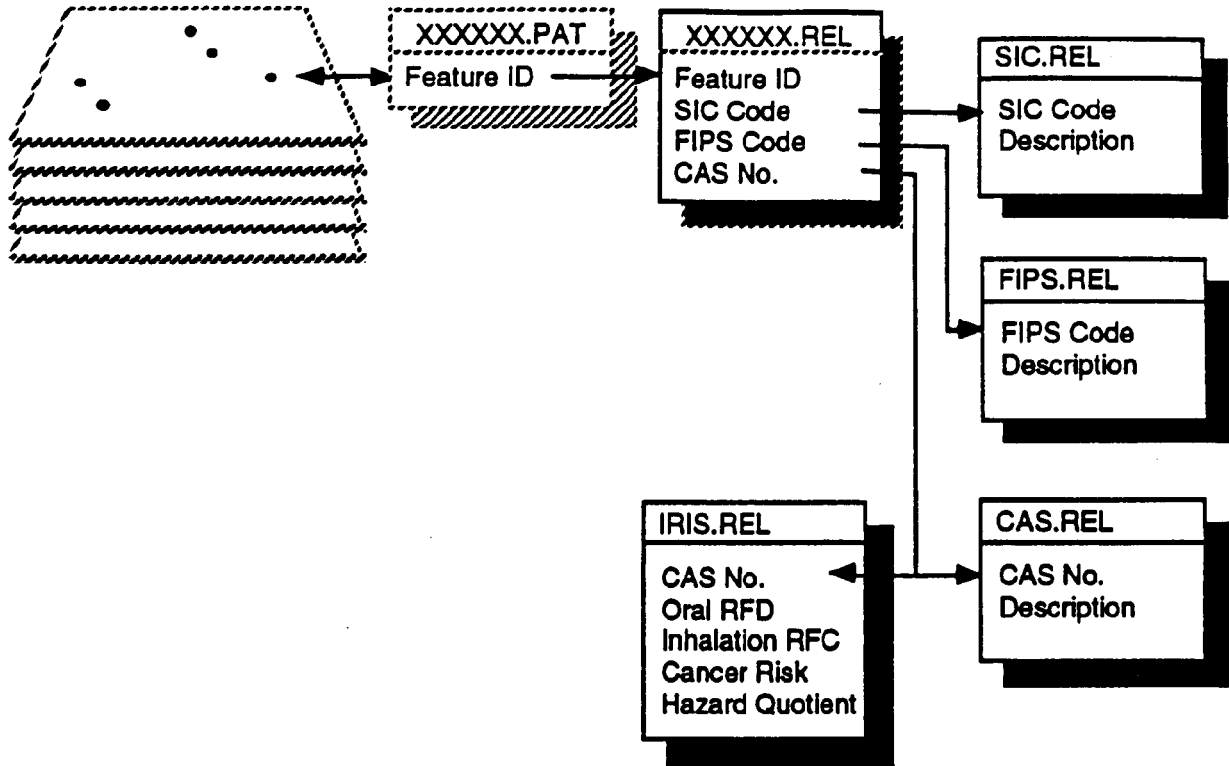 XXXXXX.PAT
Feature ID
XXXXXX.REL
Feature ID
SIC Code
FIPS Code
CAS No.
SIC.REL
SIC Code
Description
FIPS.REL
FIPS Code
Description
IRIS.REL
CAS No.
Oral RFD
Inhalation RFC
Cancer Risk
Hazard Quotient
CAS.REL
CAS No.
Description